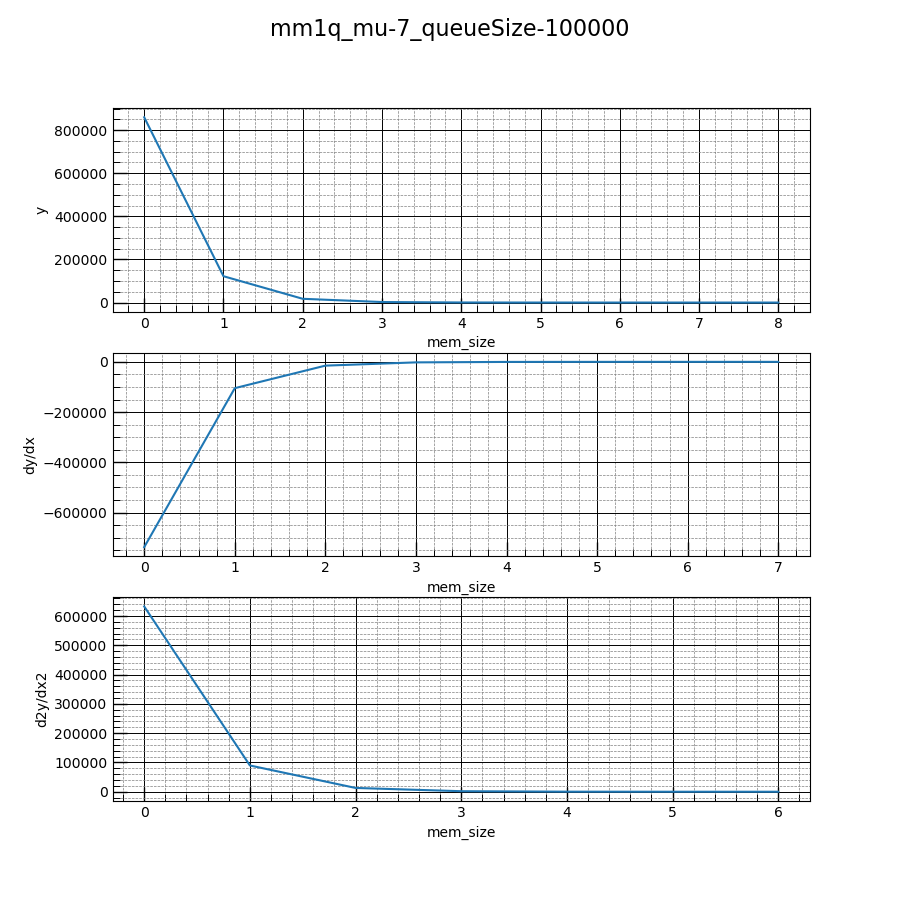 mm1q_mu-7_queueSize-100000
800000
600000
400000
200000
0
y
0 1 2 3 4 5 6 7 8
mem_size
0
−200000
−400000
−600000
dy/dx
0 1 2 3 4 5 6 7
mem_size
600000
500000
400000
300000
200000
100000
0
d2y/dx2
0 1 2 3 4 5 6
mem_size